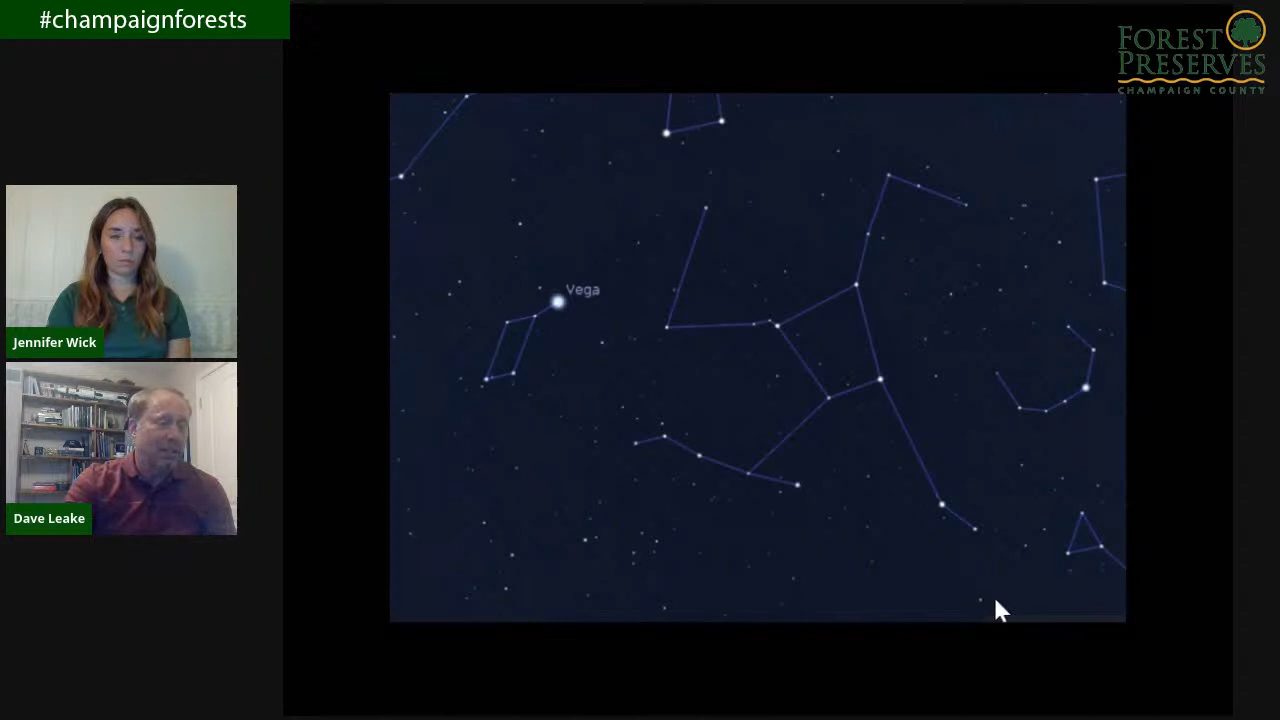 #champaignforests
FOREST
PRESERVES
CHAMPAIGN COUNTY
Vega
Jennifer Wick
Dave Leake